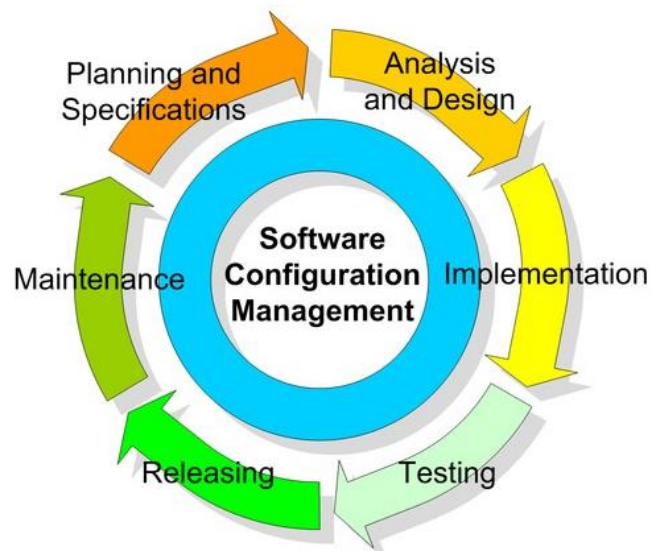 Planning and
Specifications
Analysis
and Design
Implementation
Testing
Releasing
Maintenance
Software
Configuration
Management